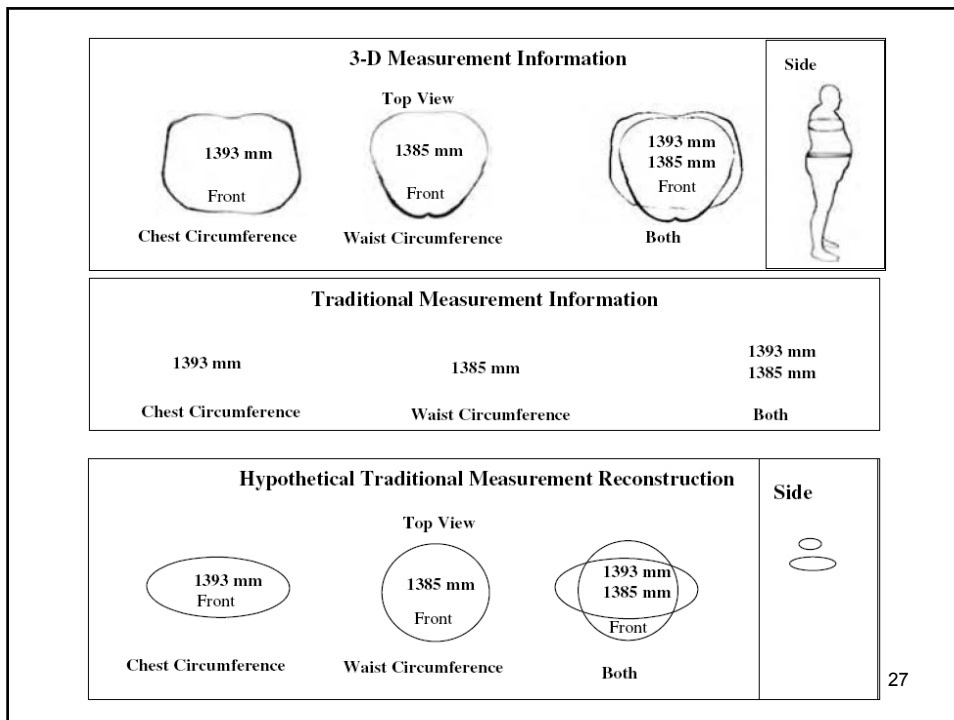 3-D Measurement Information
Side
Top View
1393 mm
Front
Chest Circumference
1385 mm
Front
Waist Circumference
1393 mm
1385 mm
Front
Both
Traditional Measurement Information
1393 mm
Chest Circumference
1385 mm
Waist Circumference
1393 mm
1385 mm
Both
Hypothetical Traditional Measurement Reconstruction
Side
Top View
1393 mm
Front
Chest Circumference
1385 mm
Front
Waist Circumference
1393 mm
1385 mm
Front
Both
27